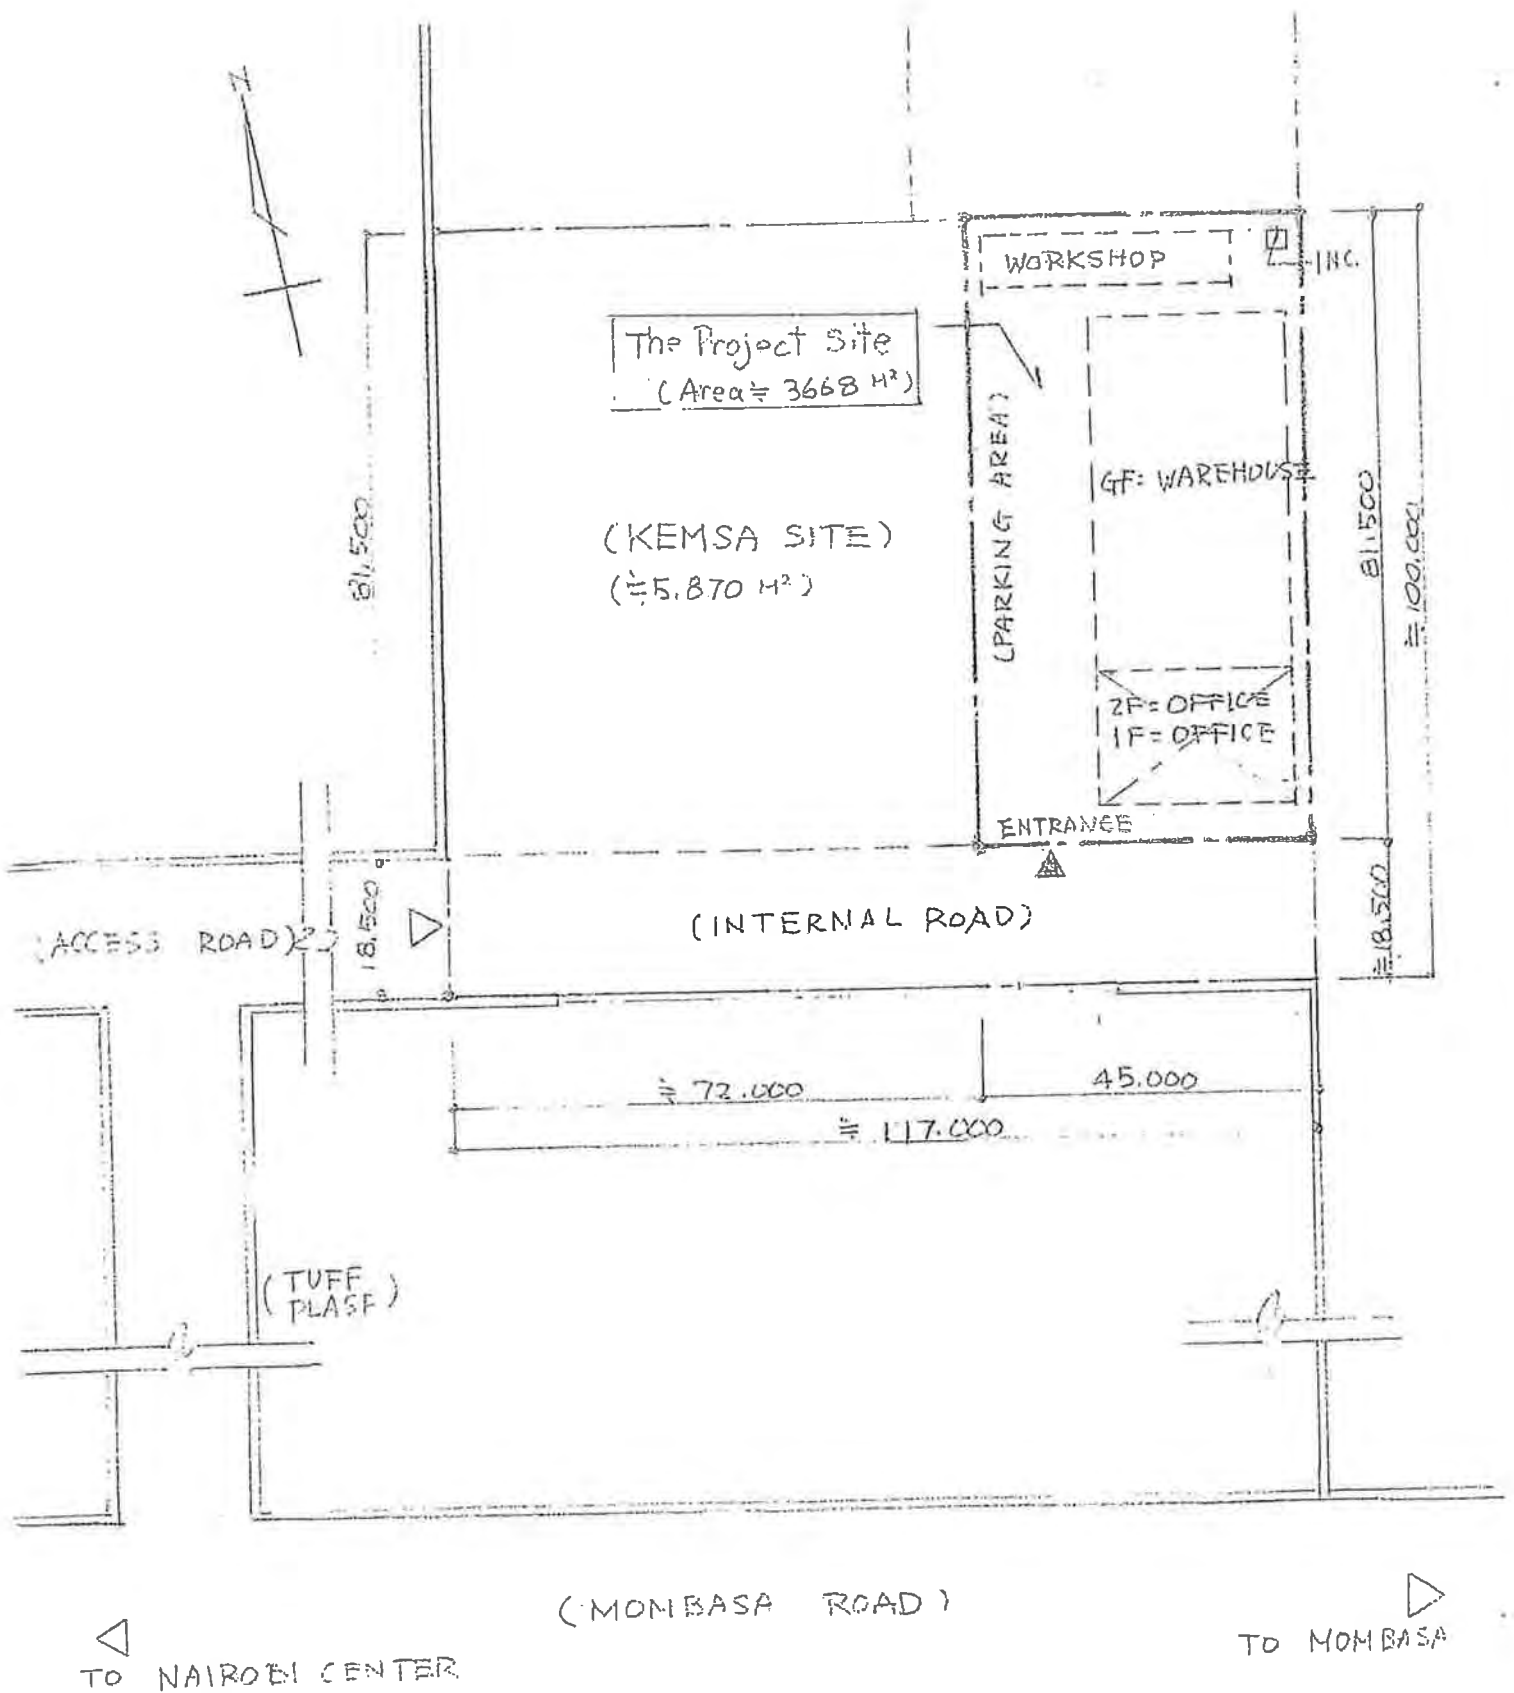 N
WORKSHOP
INC.
The Project Site
(Area≒ 3668 M²)
(PARKING AREA)
GF: WAREHOUSE
81.500
(KEMSA SITE)
(≒5.870 M²)
81.500
≒100.000
2F=OFFICE
1F=OFFICE
ENTRANCE
18.500
(INTERNAL ROAD)
≒18.500
(ACCESS ROAD)
≒ 72.000
45.000
≒ 117.000
(TUFF
PLASF)
(MOMBASA ROAD)
TO MOMBASA
TO NAIROBI CENTER